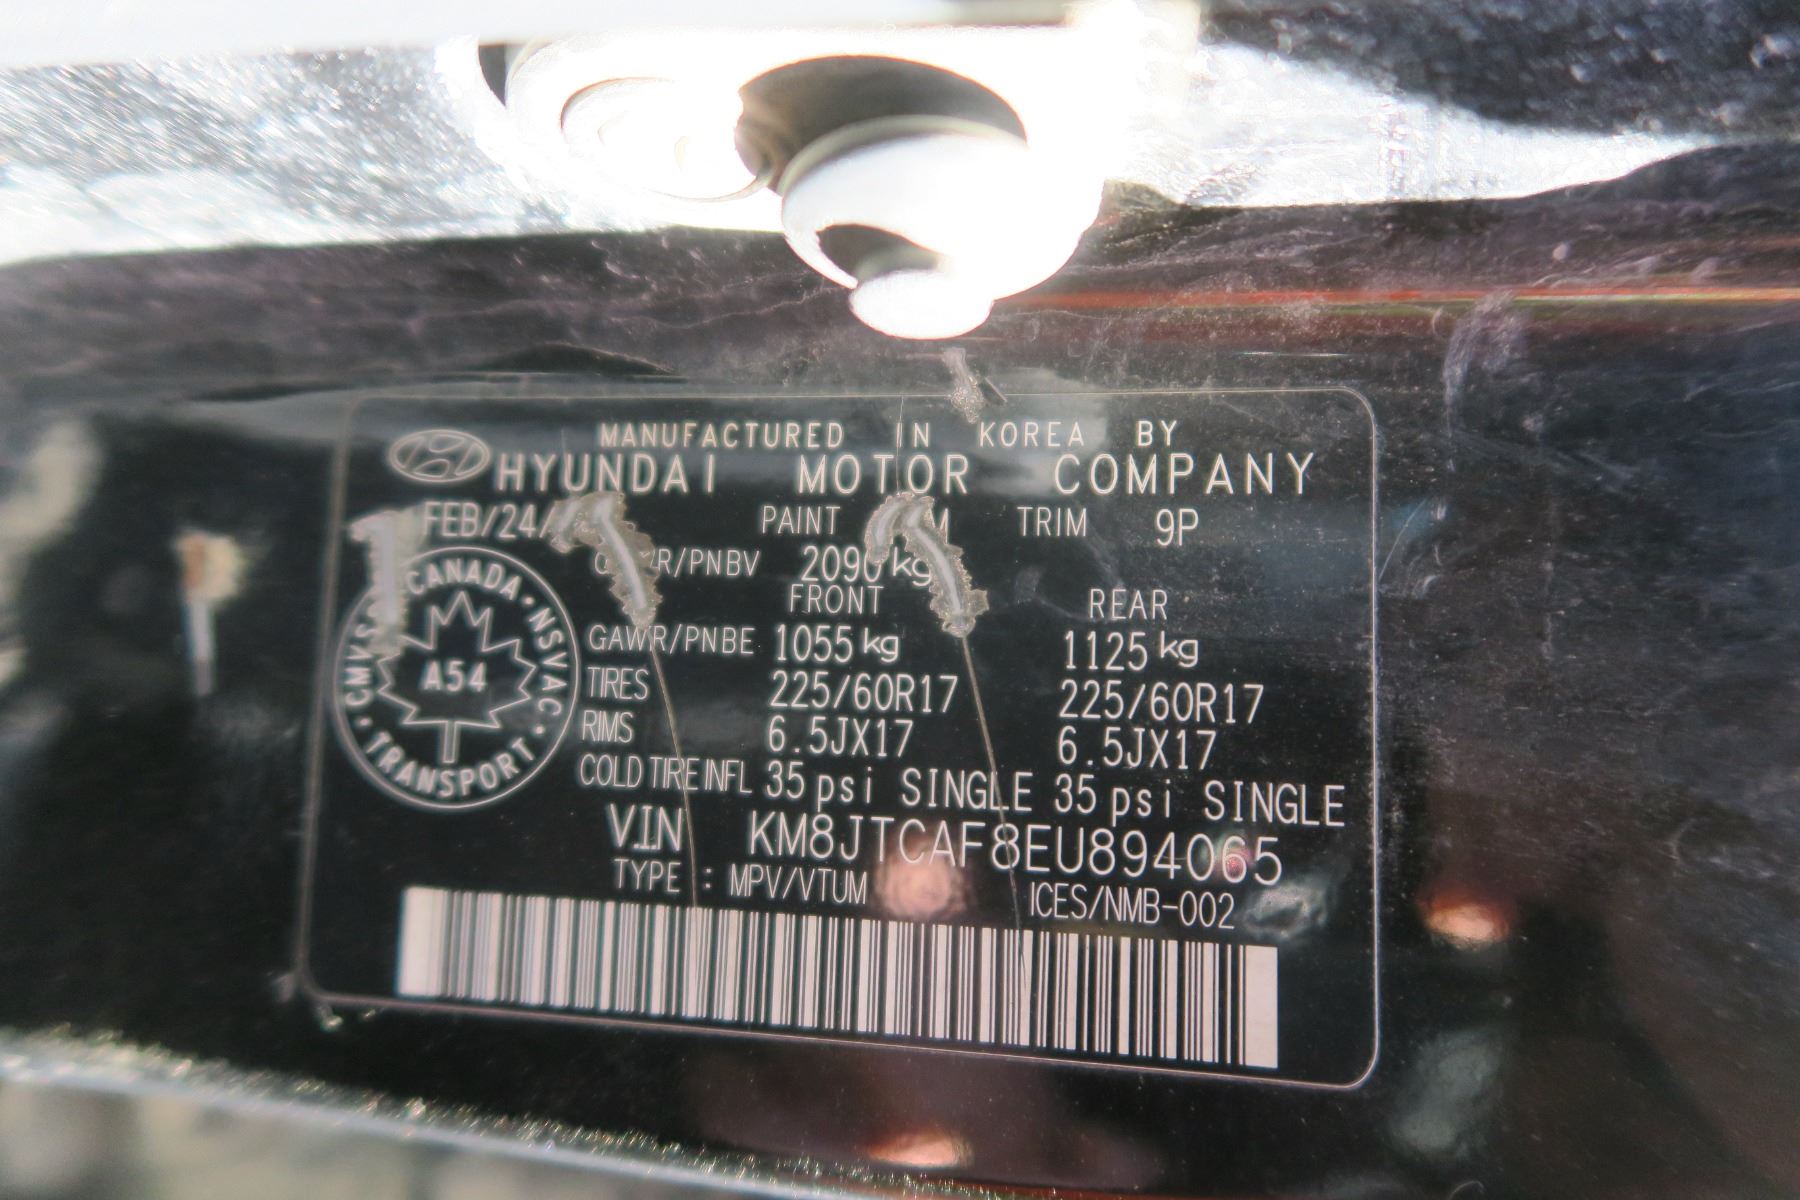 MANUFACTURED IN KOREA BY
HYUNDAI MOTOR COMPANY
FEB/24/ PAINT TRIM 9P
2090 kg
FRONT REAR
GAWR/PNBE 1055 kg 1125 kg
TIRES 225/60R17 225/60R17
RIMS 6.5JX17 6.5JX17
COLD TIRE INFL 35 psi SINGLE 35 psi SINGLE
V.I.N KM8JTCAF8EU894065
TYPE : MPV/VTUM ICES/NMB-002
CMVSS · CANADA · NSVAC · TRANSPORT ·
A54